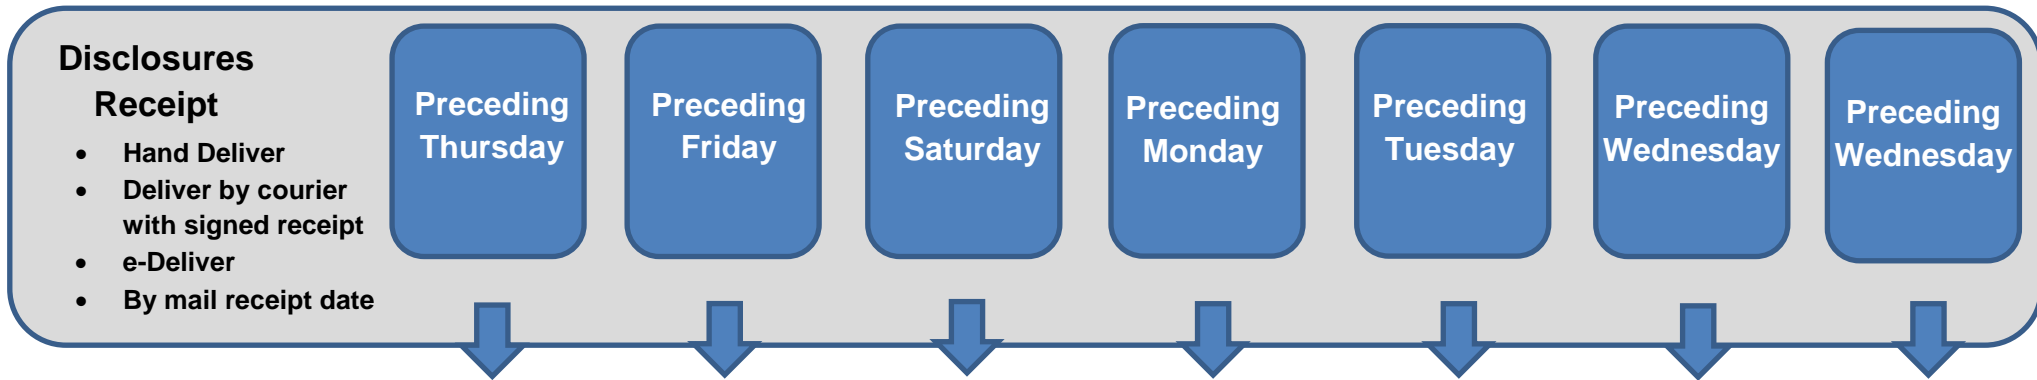 Disclosures
Receipt
• Hand Deliver
• Deliver by courier
with signed receipt
• e-Deliver
• By mail receipt date
Preceding
Thursday
Preceding
Friday
Preceding
Saturday
Preceding
Monday
Preceding
Tuesday
Preceding
Wednesday
Preceding
Wednesday